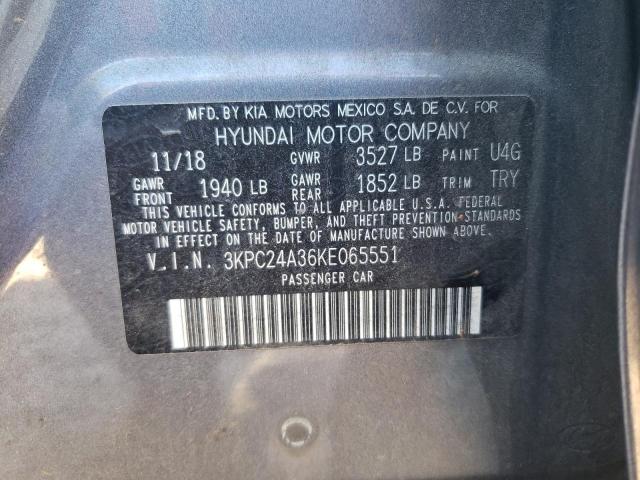 MFD. BY KIA MOTORS MEXICO S.A. DE C.V. FOR
HYUNDAI MOTOR COMPANY
11/18 GVWR 3527 LB PAINT U4G
GAWR FRONT 1940 LB GAWR REAR 1852 LB TRIM TRY
THIS VEHICLE CONFORMS TO ALL APPLICABLE U.S.A. FEDERAL
MOTOR VEHICLE SAFETY, BUMPER, AND THEFT PREVENTION STANDARDS
IN EFFECT ON THE DATE OF MANUFACTURE SHOWN ABOVE.
V.I.N. 3KPC24A36KE065551
PASSENGER CAR